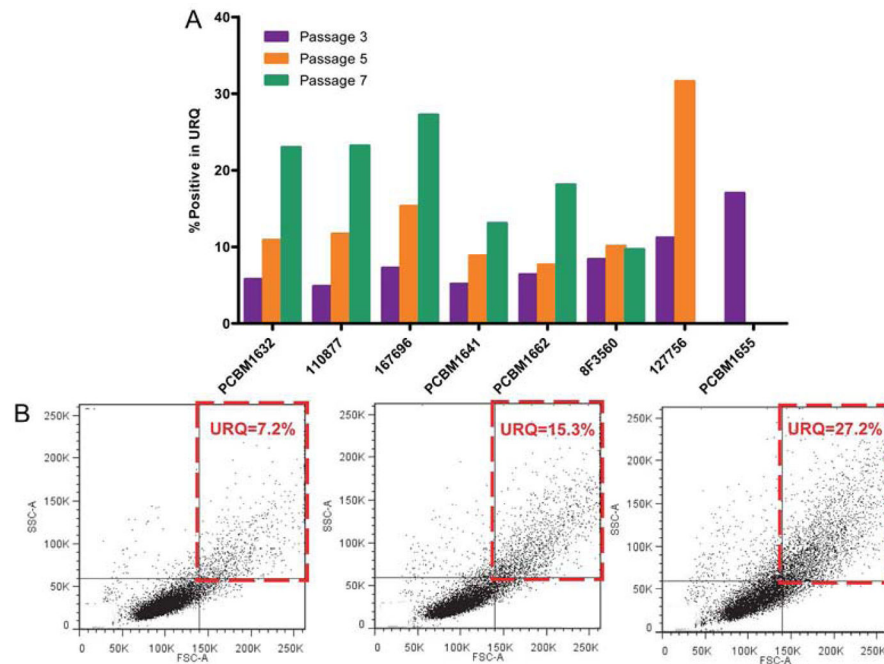 A
40
30
20
10
0
% Positive in URQ
Passage 3
Passage 5
Passage 7
PCBM1632
110877
167696
PCBM1641
PCBM1662
8F3560
127756
PCBM1655
B
250K
200K
150K
100K
50K
0
SSC-A
URQ=7.2%
0 50K 100K 150K 200K 250K
FSC-A
250K
200K
150K
100K
50K
0
SSC-A
URQ=15.3%
0 50K 100K 150K 200K 250K
FSC-A
250K
200K
150K
100K
50K
0
SSC-A
URQ=27.2%
0 50K 100K 150K 200K 250K
FSC-A